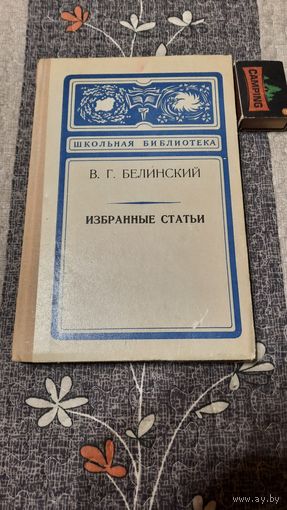 ШКОЛЬНАЯ БИБЛИОТЕКА
В. Г. БЕЛИНСКИЙ
ИЗБРАННЫЕ СТАТЬИ
CAMPING
www.ay.by